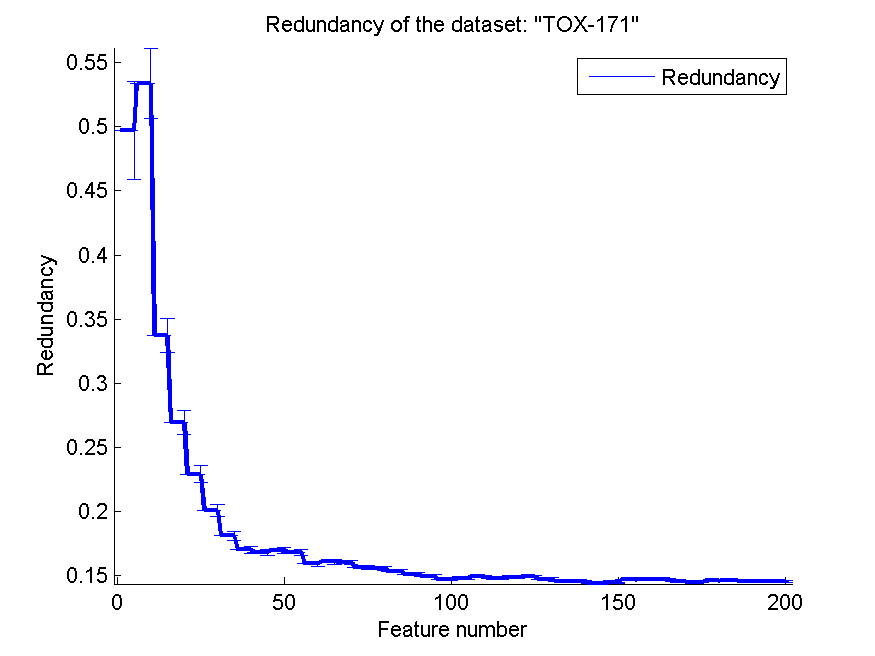 Redundancy of the dataset: "TOX-171"
Redundancy
0.55
0.5
0.45
0.4
0.35
0.3
0.25
0.2
0.15
Redundancy
0 50 100 150 200
Feature number